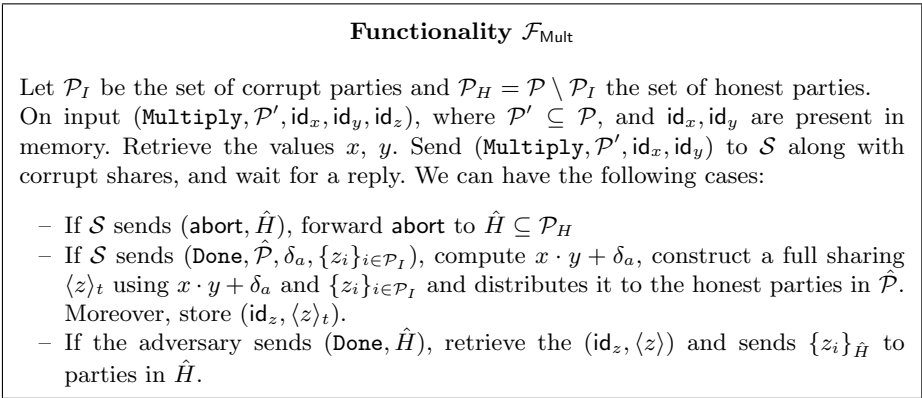 Functionality 𝓕_Mult
Let 𝒫_I be the set of corrupt parties and 𝒫_H = 𝒫 \ 𝒫_I the set of honest parties.
On input (Multiply, 𝒫′, id_x, id_y, id_z), where 𝒫′ ⊆ 𝒫, and id_x, id_y are present in
memory. Retrieve the values x, y. Send (Multiply, 𝒫′, id_x, id_y) to 𝒮 along with
corrupt shares, and wait for a reply. We can have the following cases:
– If 𝒮 sends (abort, Ĥ), forward abort to Ĥ ⊆ 𝒫_H
– If 𝒮 sends (Done, 𝒫̂, δ_a, {z_i}_{i∈𝒫_I}), compute x · y + δ_a, construct a full sharing
⟨z⟩_t using x · y + δ_a and {z_i}_{i∈𝒫_I} and distributes it to the honest parties in 𝒫̂.
Moreover, store (id_z, ⟨z⟩_t).
– If the adversary sends (Done, Ĥ), retrieve the (id_z, ⟨z⟩) and sends {z_i}_Ĥ to
parties in Ĥ.